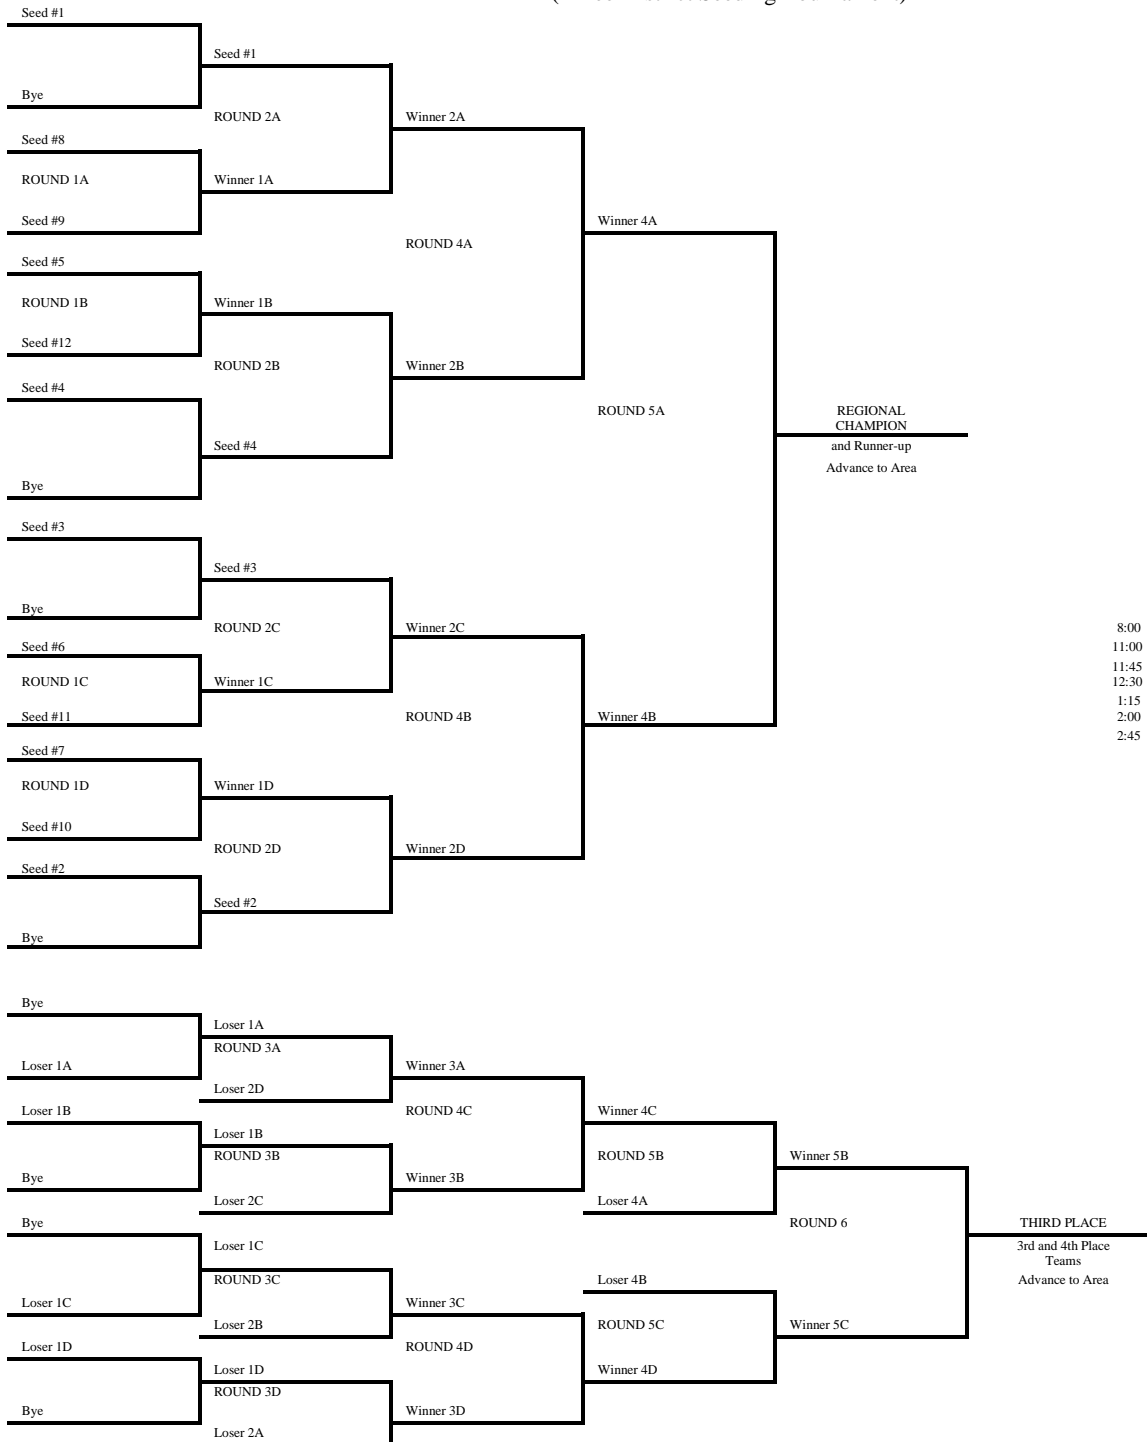 Seed #1
Seed #1
Bye
ROUND 2A
Winner 2A
Seed #8
ROUND 1A
Winner 1A
Seed #9
Winner 4A
ROUND 4A
Seed #5
ROUND 1B
Winner 1B
Seed #12
ROUND 2B
Winner 2B
Seed #4
ROUND 5A
REGIONAL
CHAMPION
Seed #4
and Runner-up
Advance to Area
Bye
Seed #3
Seed #3
Bye
ROUND 2C
Winner 2C
8:00
Seed #6
11:00
11:45
ROUND 1C
Winner 1C
12:30
1:15
Seed #11
ROUND 4B
Winner 4B
2:00
2:45
Seed #7
ROUND 1D
Winner 1D
Seed #10
ROUND 2D
Winner 2D
Seed #2
Seed #2
Bye
Bye
Loser 1A
ROUND 3A
Loser 1A
Winner 3A
Loser 2D
Loser 1B
ROUND 4C
Winner 4C
Loser 1B
ROUND 3B
ROUND 5B
Winner 5B
Bye
Winner 3B
Loser 2C
Loser 4A
Bye
ROUND 6
THIRD PLACE
Loser 1C
3rd and 4th Place
Teams
ROUND 3C
Loser 4B
Advance to Area
Loser 1C
Winner 3C
Loser 2B
ROUND 5C
Winner 5C
Loser 1D
ROUND 4D
Loser 1D
Winner 4D
ROUND 3D
Bye
Winner 3D
Loser 2A